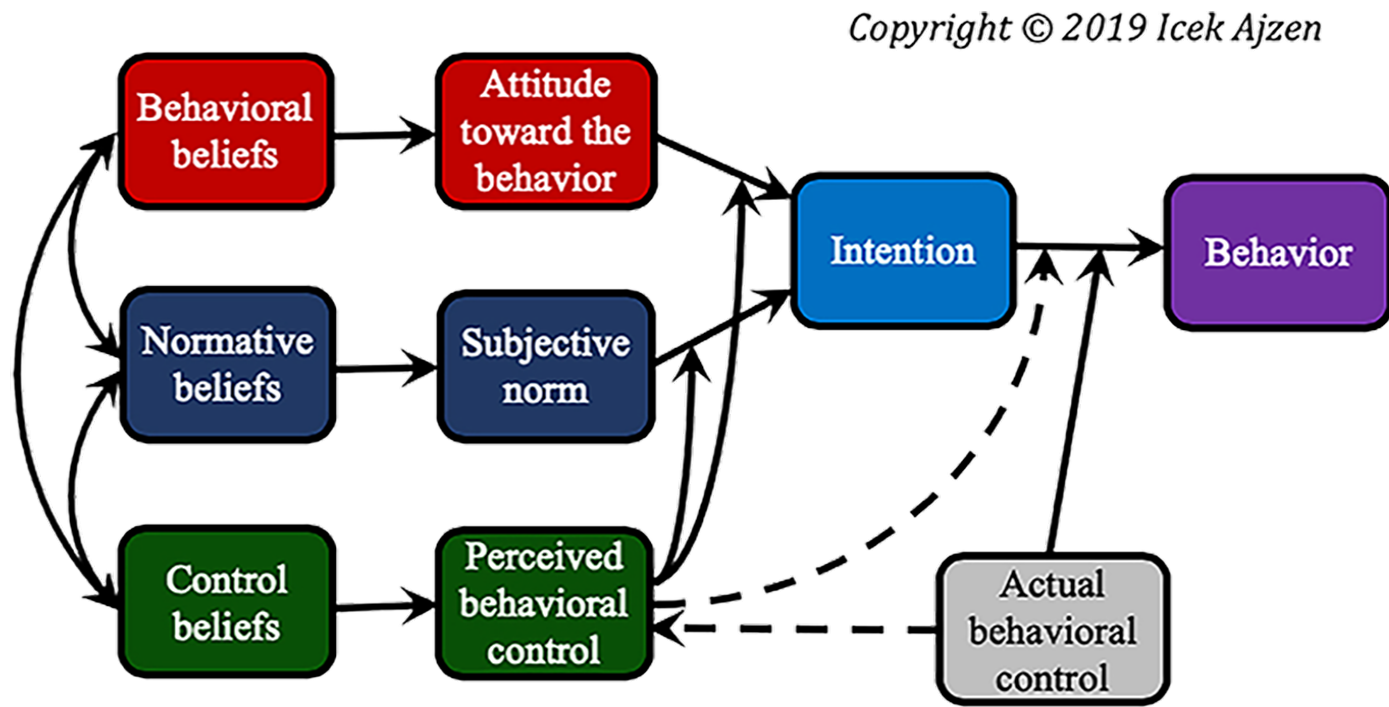 Copyright © 2019 Icek Ajzen
Behavioral
beliefs
Attitude
toward the
behavior
Intention
Behavior
Normative
beliefs
Subjective
norm
Control
beliefs
Perceived
behavioral
control
Actual
behavioral
control